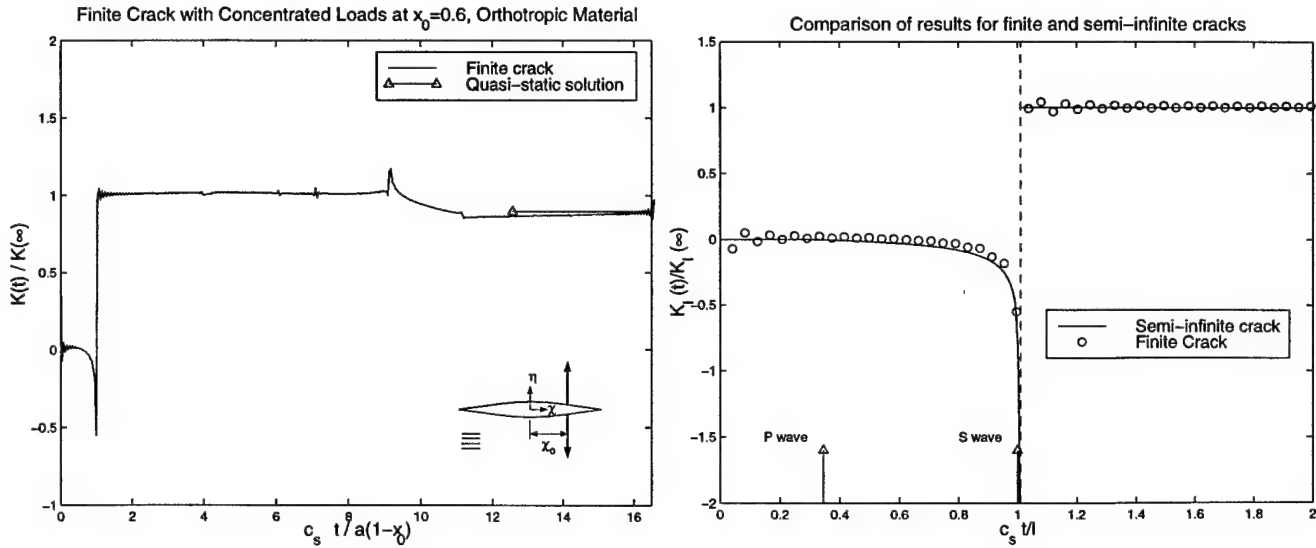 Finite Crack with Concentrated Loads at x0=0.6, Orthotropic Material
2
1.5
1
0.5
0
−0.5
−1
K(t) / K(∞)
Finite crack
Quasi−static solution
η
χ
χ0
0
2
4
6
8
10
12
14
16
cs t / a(1−x0)
Comparison of results for finite and semi−infinite cracks
1.5
1
0.5
0
−0.5
−1
−1.5
−2
KI (t)/KI (∞)
Semi−infinite crack
Finite Crack
P wave
S wave
0
0.2
0.4
0.6
0.8
1
1.2
1.4
1.6
1.8
2
cs t/l